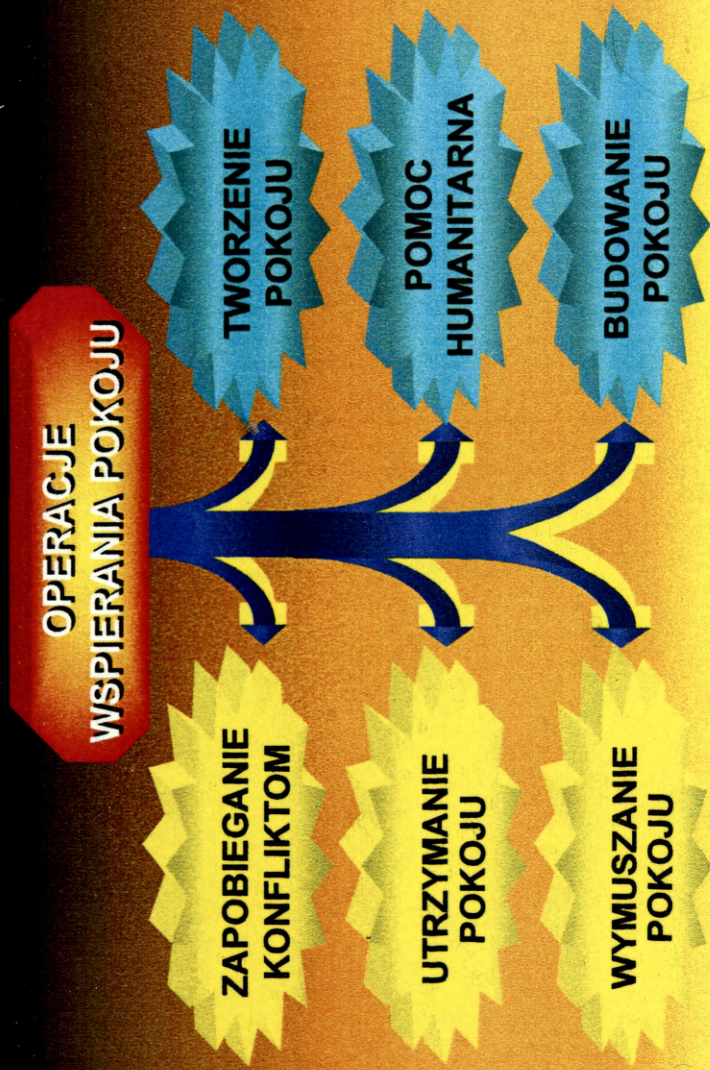 OPERACJE
WSPIERANIA POKOJU
ZAPOBIEGANIE
KONFLIKTOM
TWORZENIE
POKOJU
UTRZYMANIE
POKOJU
POMOC
HUMANITARNA
WYMUSZANIE
POKOJU
BUDOWANIE
POKOJU